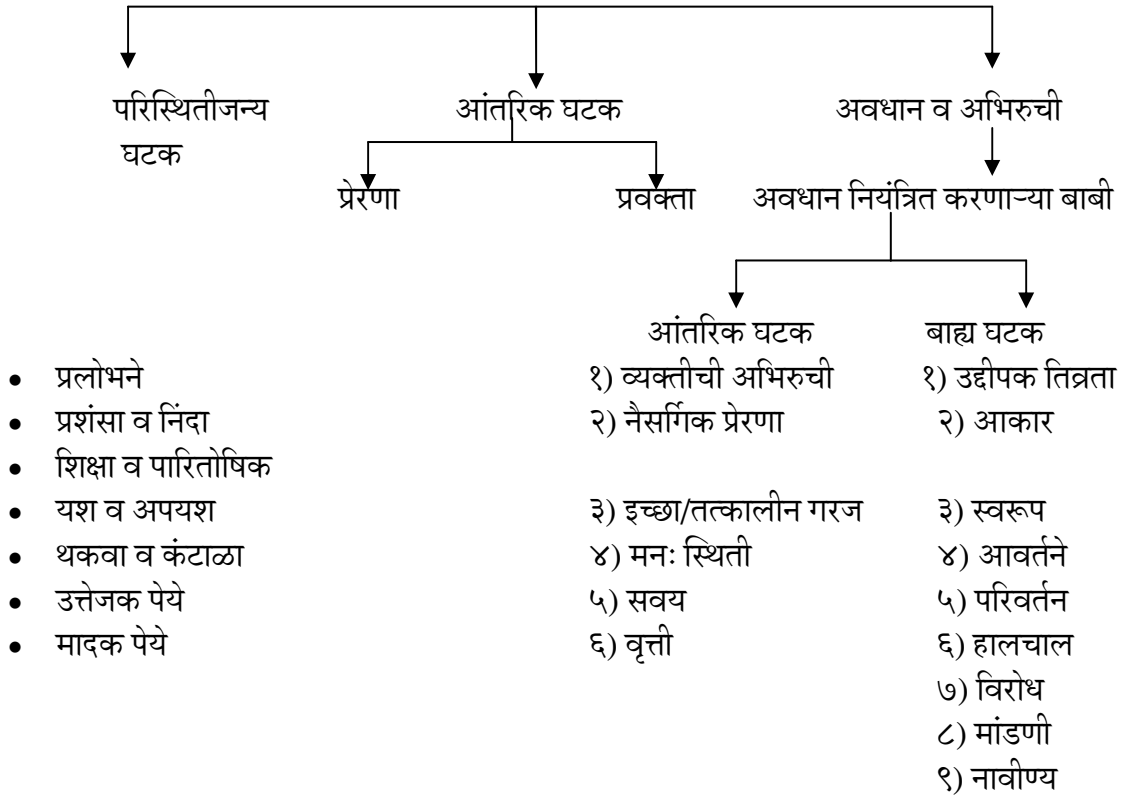 परिस्थितीजन्य आंतरिक घटक अवधान व अभिरुची
घटक
प्रेरणा प्रवक्ता अवधान नियंत्रित करणाऱ्या बाबी
आंतरिक घटक बाह्य घटक
• प्रलोभने १) व्यक्तीची अभिरुची १) उद्दीपक तिव्रता
• प्रशंसा व निंदा २) नैसर्गिक प्रेरणा २) आकार
• शिक्षा व पारितोषिक
• यश व अपयश ३) इच्छा/तत्कालीन गरज ३) स्वरूप
• थकवा व कंटाळा ४) मनः स्थिती ४) आवर्तने
• उत्तेजक पेये ५) सवय ५) परिवर्तन
• मादक पेये ६) वृत्ती ६) हालचाल
७) विरोध
८) मांडणी
९) नावीण्य